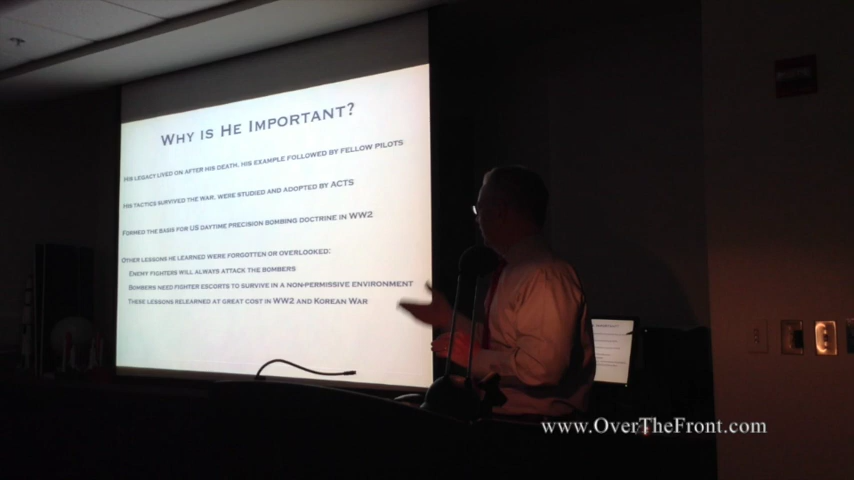 WHY IS HE IMPORTANT?
HIS LEGACY LIVED ON AFTER HIS DEATH, HIS EXAMPLE FOLLOWED BY FELLOW PILOTS
HIS TACTICS SURVIVED THE WAR, WERE STUDIED AND ADOPTED BY ACTS
FORMED THE BASIS FOR US DAYTIME PRECISION BOMBING DOCTRINE IN WW2
OTHER LESSONS HE LEARNED WERE FORGOTTEN OR OVERLOOKED:
ENEMY FIGHTERS WILL ALWAYS ATTACK THE BOMBERS
BOMBERS NEED FIGHTER ESCORTS TO SURVIVE IN A NON-PERMISSIVE ENVIRONMENT
THESE LESSONS RELEARNED AT GREAT COST IN WW2 AND KOREAN WAR
www.OverTheFront.com